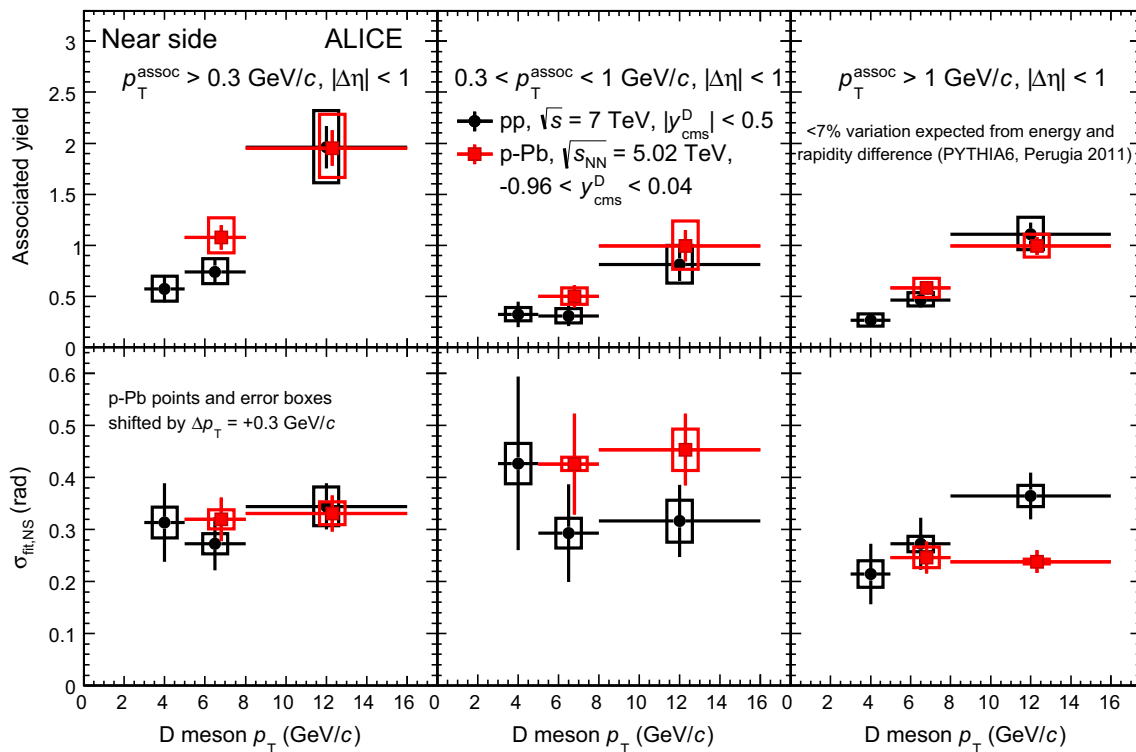 Near side ALICE
p_T^assoc > 0.3 GeV/c, |Δη| < 1
0.3 < p_T^assoc < 1 GeV/c, |Δη| < 1
pp, √s = 7 TeV, |y_cms^D| < 0.5
p-Pb, √s_NN = 5.02 TeV,
-0.96 < y_cms^D < 0.04
p_T^assoc > 1 GeV/c, |Δη| < 1
<7% variation expected from energy and
rapidity difference (PYTHIA6, Perugia 2011)
Associated yield
3
2.5
2
1.5
1
0.5
0
p-Pb points and error boxes
shifted by Δp_T = +0.3 GeV/c
σ_fit,NS (rad)
0.6
0.5
0.4
0.3
0.2
0.1
0
0 2 4 6 8 10 12 14 16
0 2 4 6 8 10 12 14 16
0 2 4 6 8 10 12 14 16
D meson p_T (GeV/c)
D meson p_T (GeV/c)
D meson p_T (GeV/c)